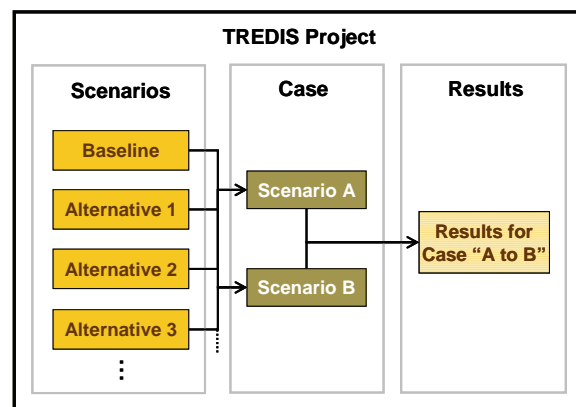 TREDIS Project
Scenarios
Baseline
Alternative 1
Alternative 2
Alternative 3
Case
Scenario A
Scenario B
Results
Results for
Case “A to B”